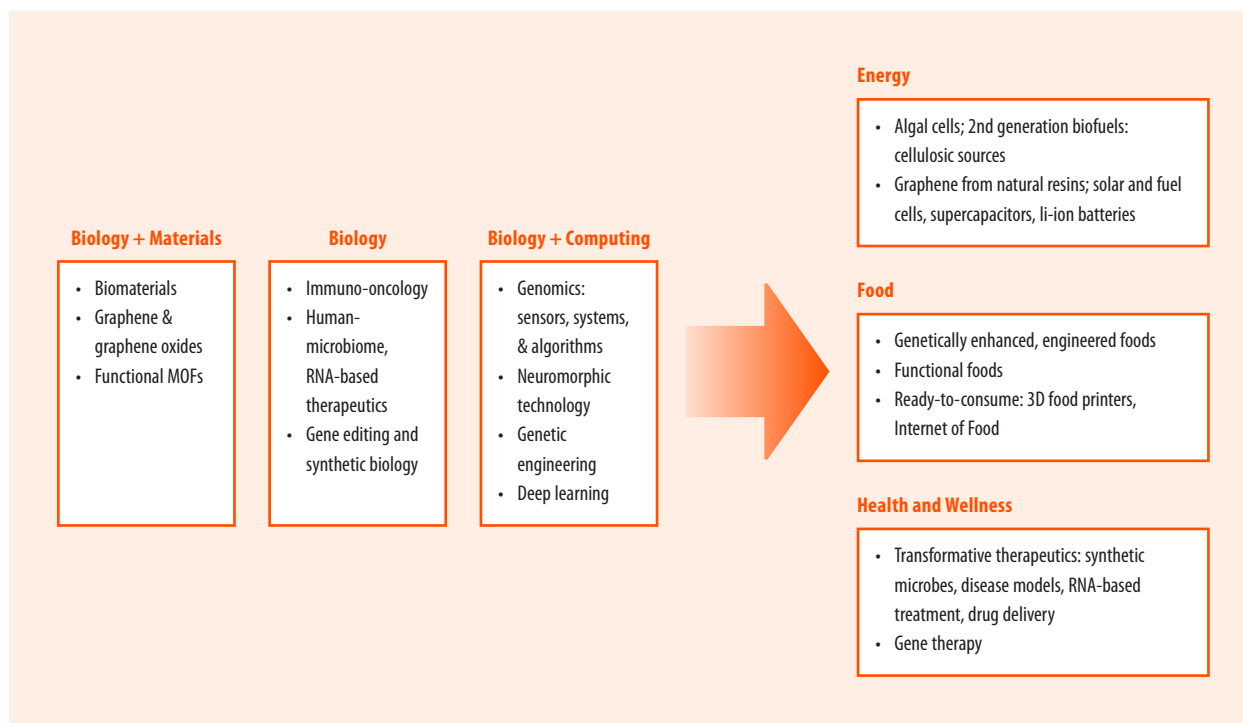 Biology + Materials
• Biomaterials
• Graphene &
graphene oxides
• Functional MOFs
Biology
• Immuno-oncology
• Human-
microbiome,
RNA-based
therapeutics
• Gene editing and
synthetic biology
Biology + Computing
• Genomics:
sensors, systems,
& algorithms
• Neuromorphic
technology
• Genetic
engineering
• Deep learning
Energy
• Algal cells; 2nd generation biofuels:
cellulosic sources
• Graphene from natural resins; solar and fuel
cells, supercapacitors, li-ion batteries
Food
• Genetically enhanced, engineered foods
• Functional foods
• Ready-to-consume: 3D food printers,
Internet of Food
Health and Wellness
• Transformative therapeutics: synthetic
microbes, disease models, RNA-based
treatment, drug delivery
• Gene therapy